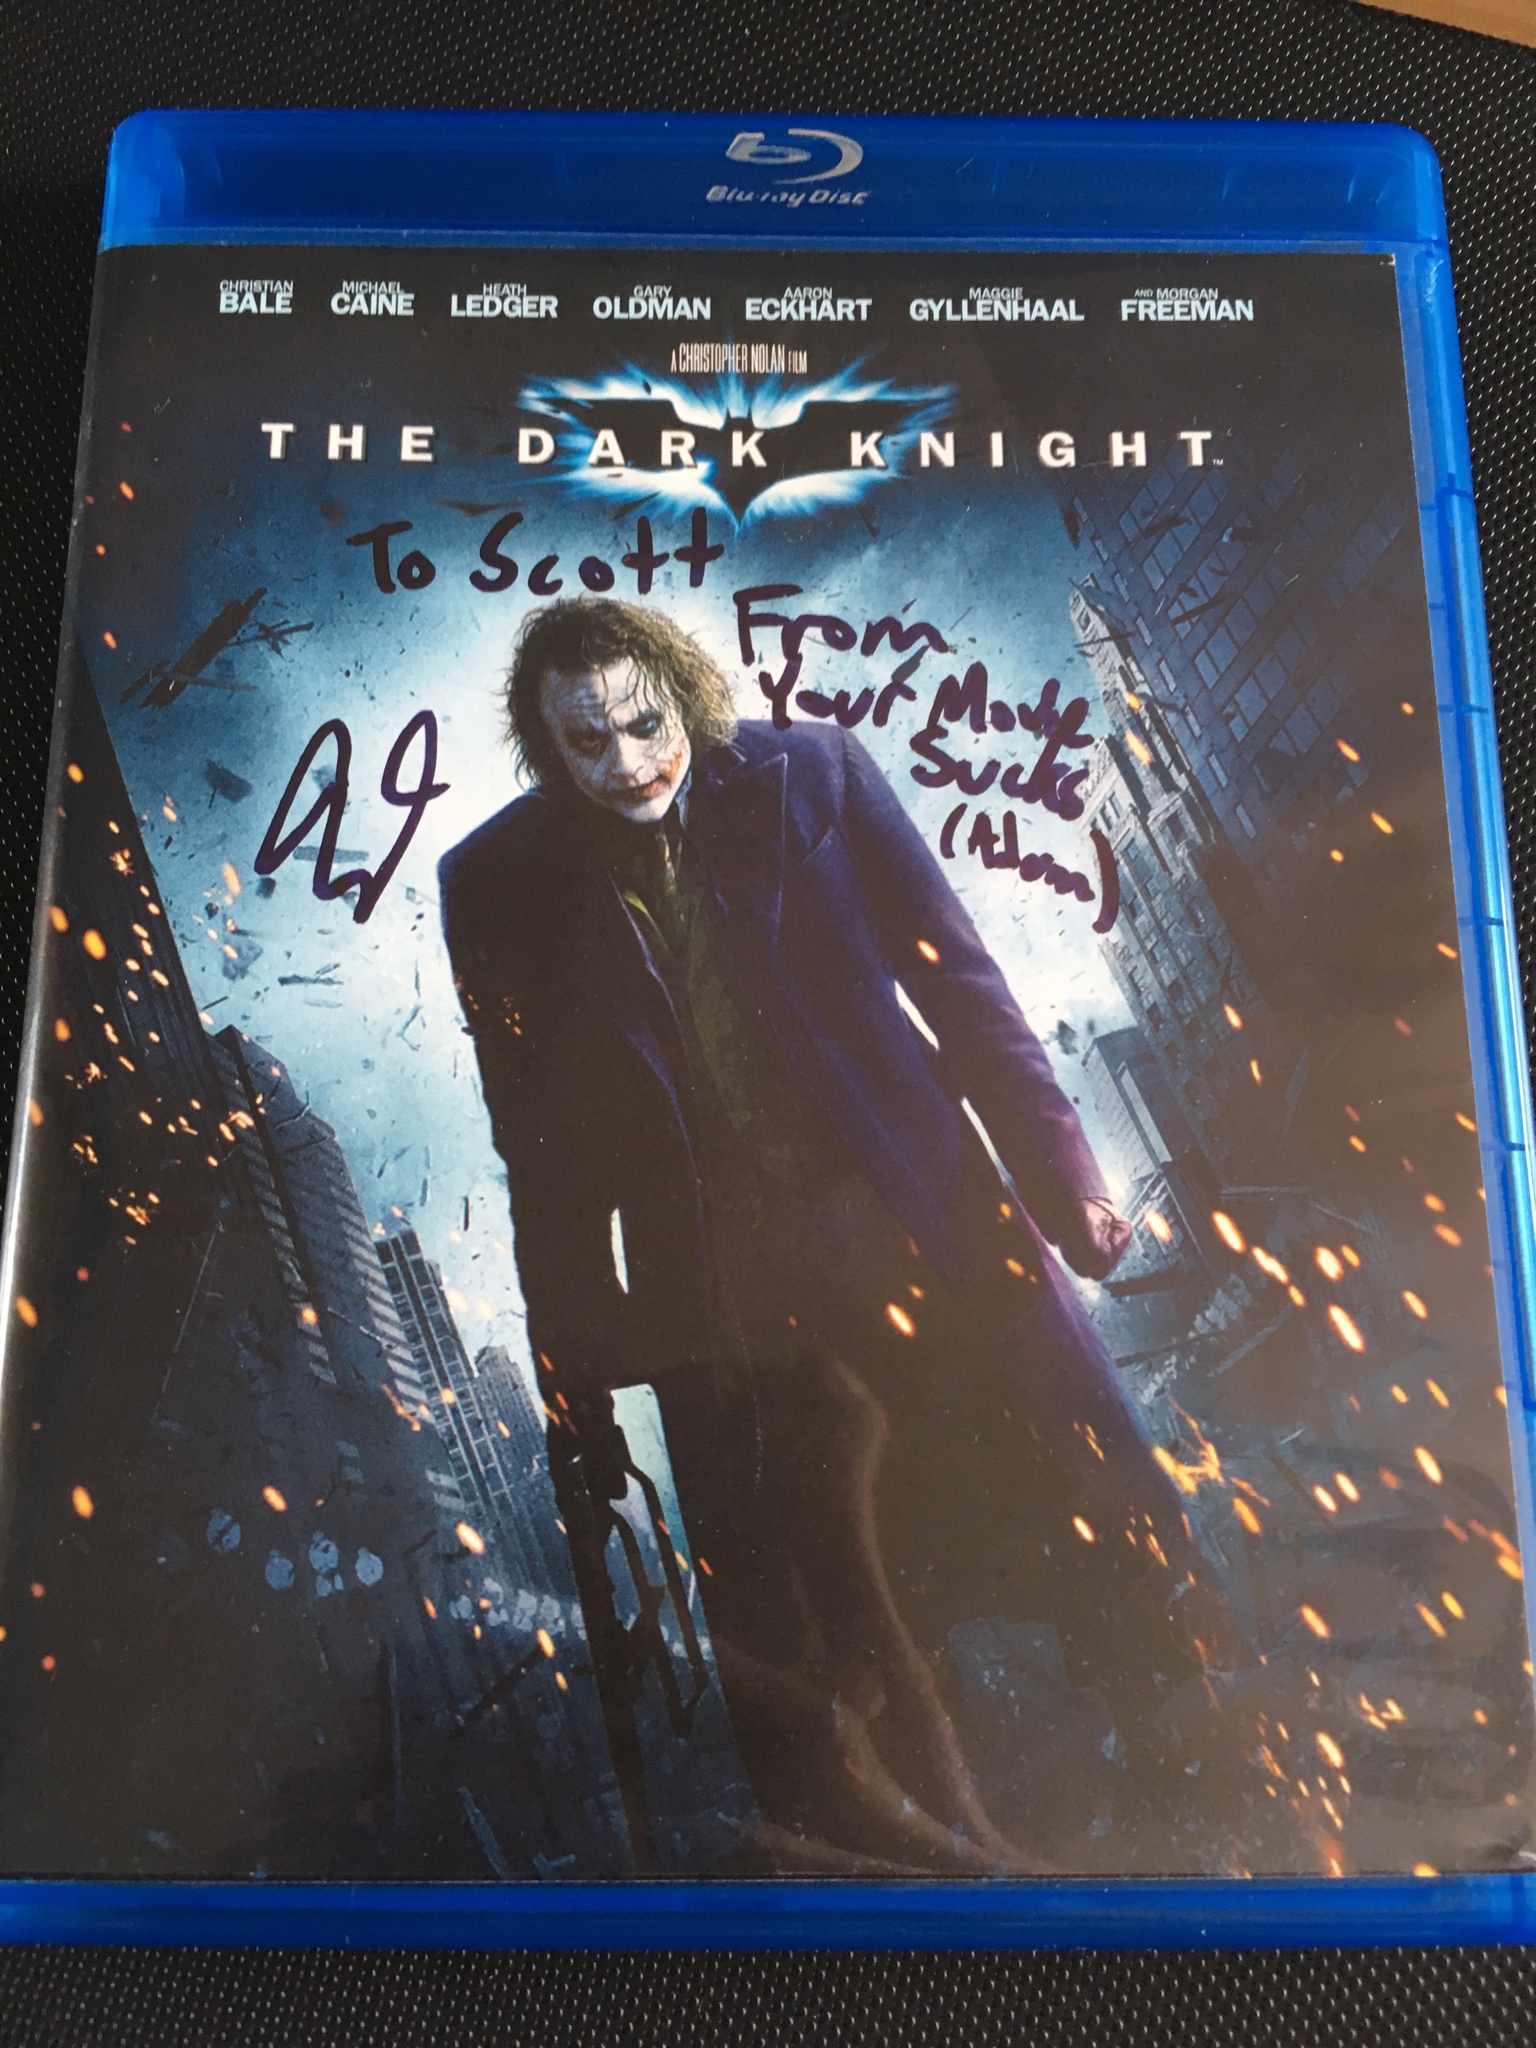 Blu-ray Disc
CHRISTIAN BALE MICHAEL CAINE HEATH LEDGER GARY OLDMAN AARON ECKHART MAGGIE GYLLENHAAL AND MORGAN FREEMAN
A CHRISTOPHER NOLAN FILM
THE DARK KNIGHT™
To Scott
From
Your Movie
Sucks
(Adam)